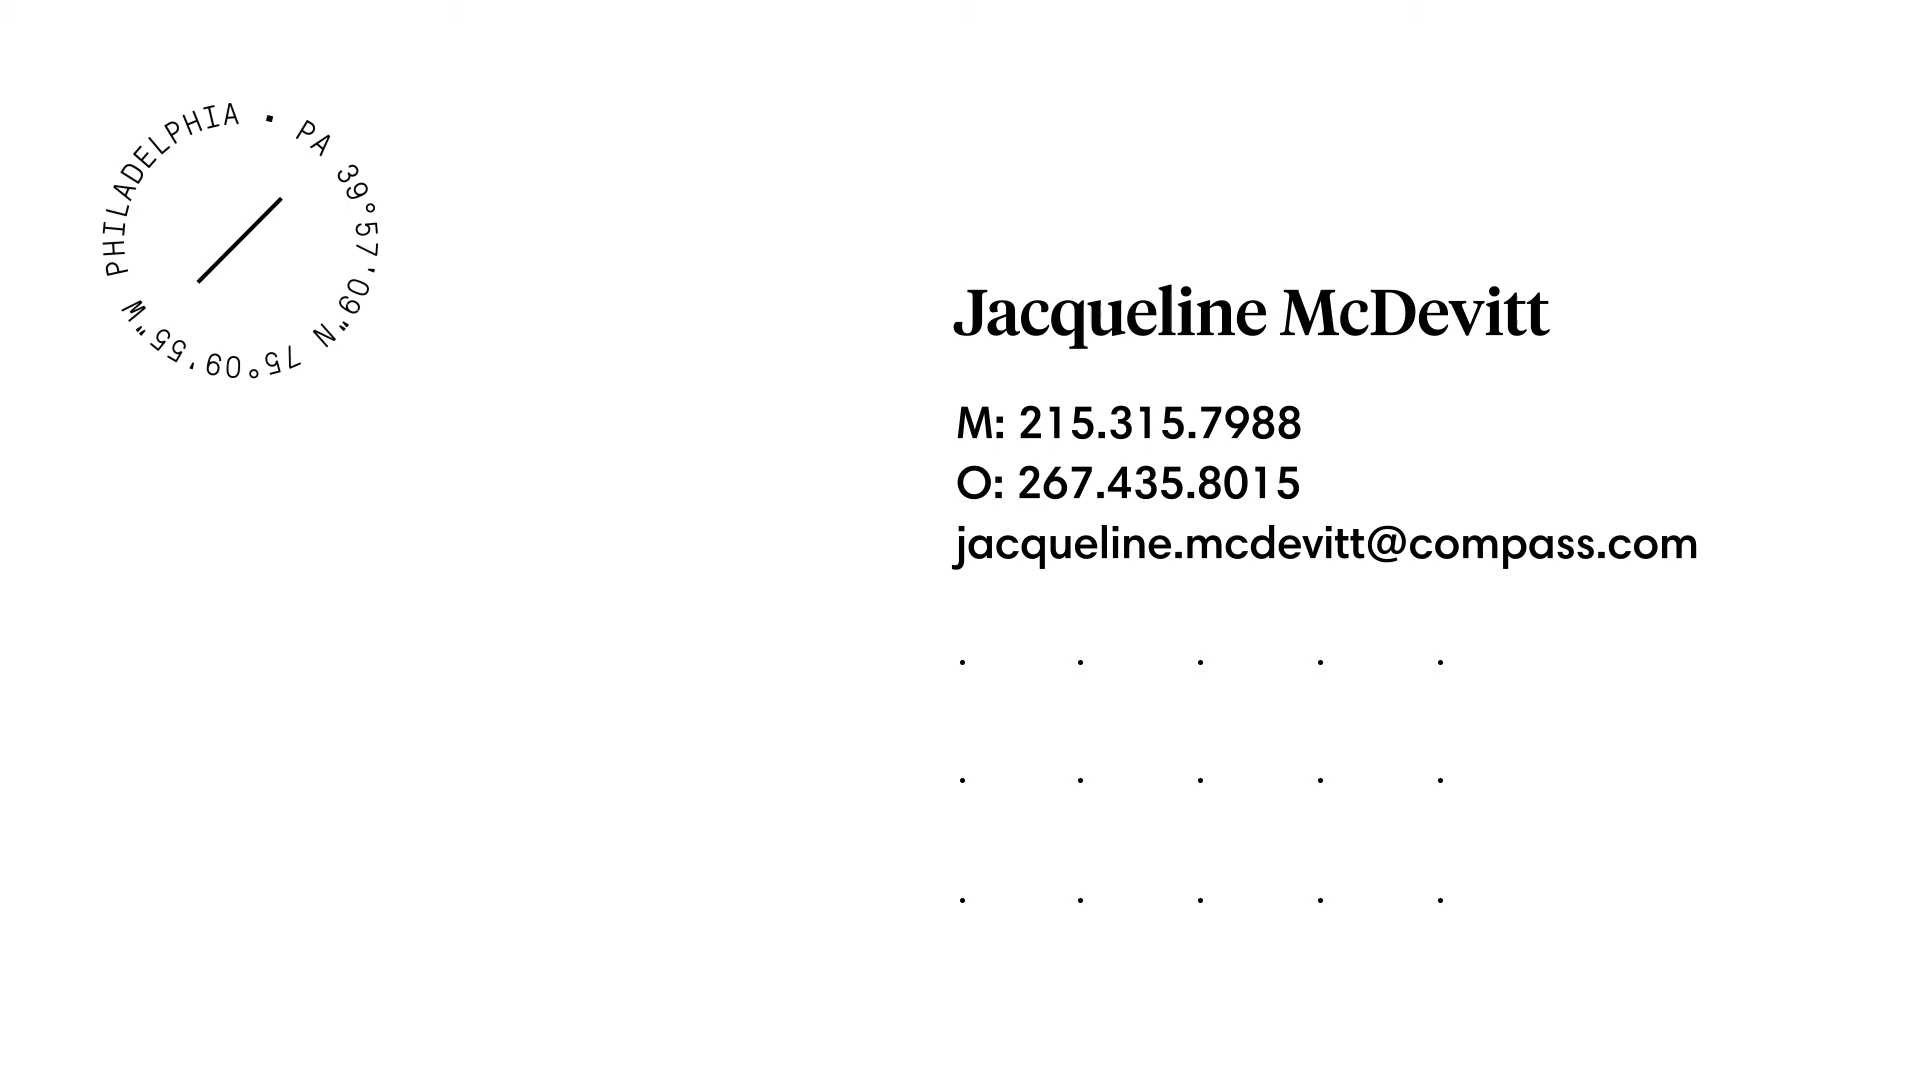 PHILADELPHIA · PA 39°57'09"N 75°09'55"W
Jacqueline McDevitt
M: 215.315.7988
O: 267.435.8015
jacqueline.mcdevitt@compass.com